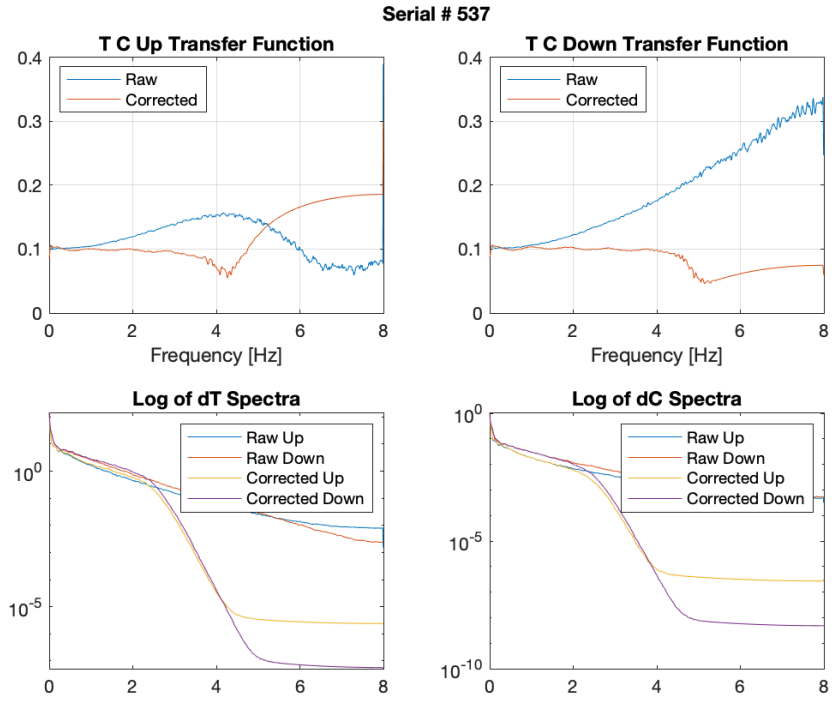 Serial # 537
T C Up Transfer Function
0.4
0.3
0.2
0.1
0
Raw
Corrected
0 2 4 6 8
Frequency [Hz]
T C Down Transfer Function
0.4
0.3
0.2
0.1
0
Raw
Corrected
0 2 4 6 8
Frequency [Hz]
Log of dT Spectra
10^0
10^-5
Raw Up
Raw Down
Corrected Up
Corrected Down
0 2 4 6 8
Log of dC Spectra
10^0
10^-5
10^-10
Raw Up
Raw Down
Corrected Up
Corrected Down
0 2 4 6 8